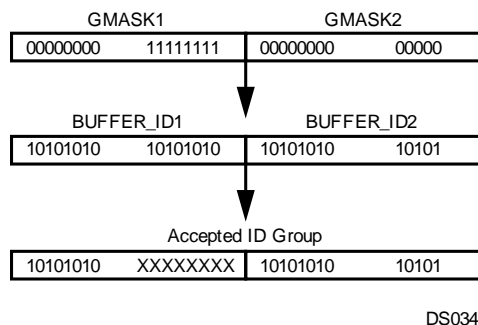 GMASK1 GMASK2
00000000 11111111 00000000 00000
BUFFER_ID1 BUFFER_ID2
10101010 10101010 10101010 10101
Accepted ID Group
10101010 XXXXXXXX 10101010 10101
DS034